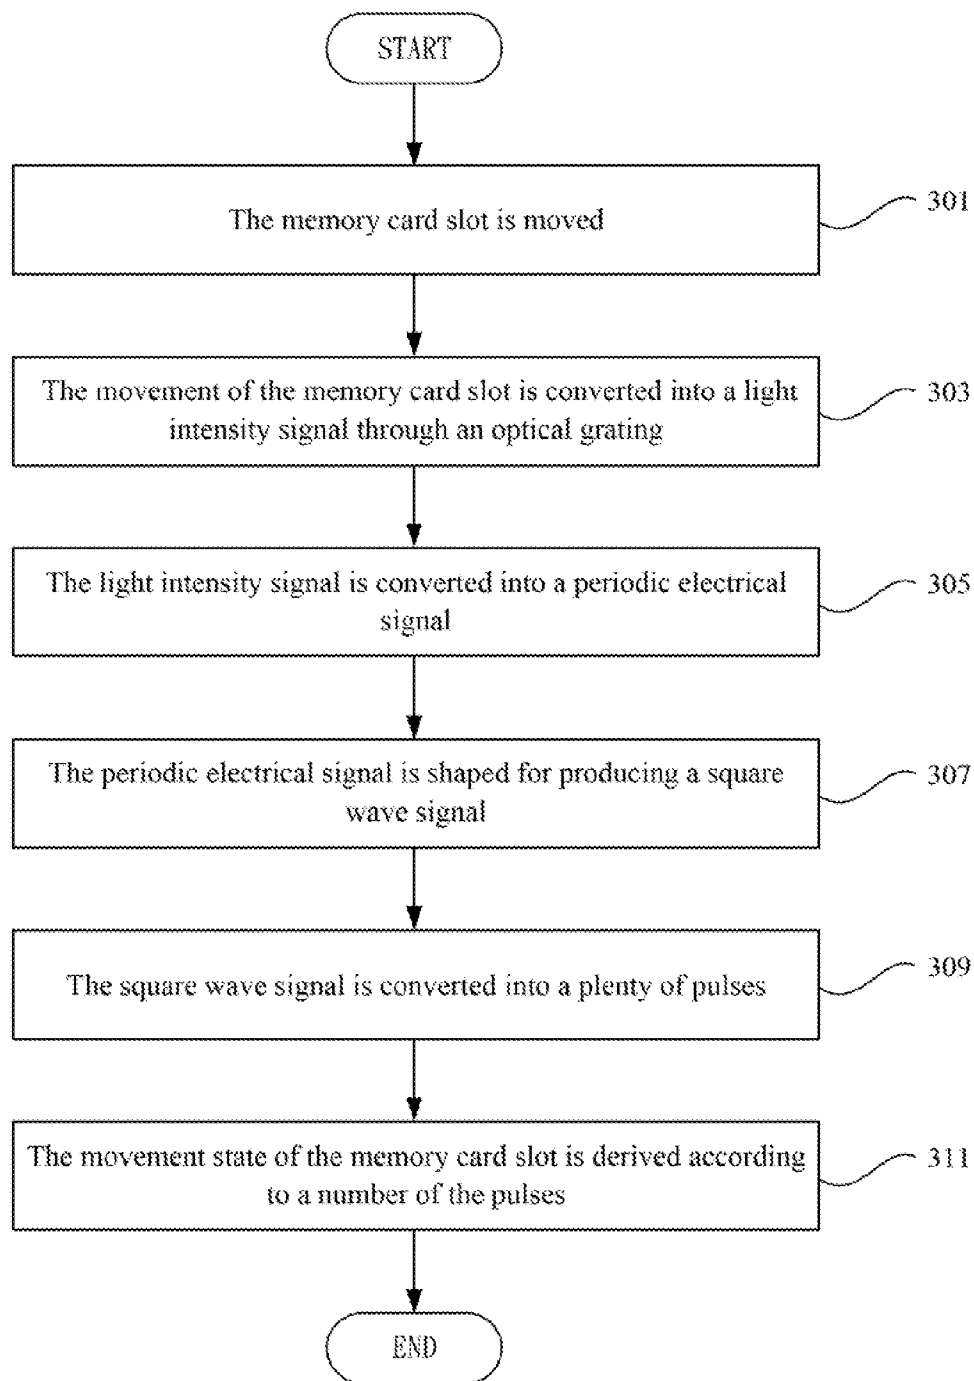 START
The memory card slot is moved
301
The movement of the memory card slot is converted into a light
intensity signal through an optical grating
303
The light intensity signal is converted into a periodic electrical
signal
305
The periodic electrical signal is shaped for producing a square
wave signal
307
The square wave signal is converted into a plenty of pulses
309
The movement state of the memory card slot is derived according
to a number of the pulses
311
END